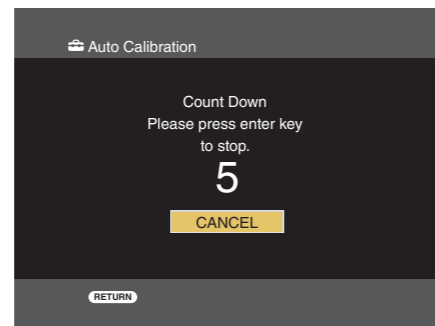 Auto Calibration
Count Down
Please press enter key
to stop.
5
CANCEL
RETURN